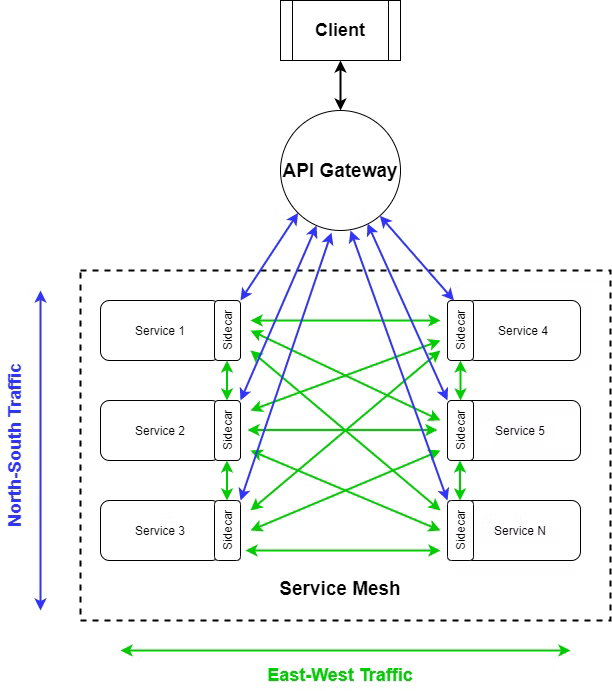 Client
API Gateway
Service 1
Sidecar
Sidecar
Service 4
Service 2
Sidecar
Sidecar
Service 5
Service 3
Sidecar
Sidecar
Service N
Service Mesh
North-South Traffic
East-West Traffic